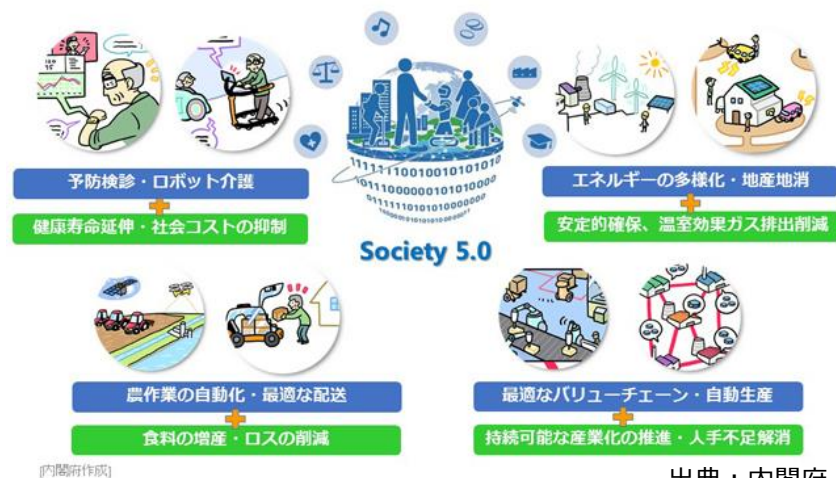 予防検診・ロボット介護
健康寿命延伸・社会コストの抑制
エネルギーの多様化・地産地消
安定的確保、温室効果ガス排出削減
Society 5.0
農作業の自動化・最適な配送
食料の増産・ロスの削減
最適なバリューチェーン・自動生産
持続可能な産業化の推進・人手不足解消
[内閣府作成]
出典：内閣府